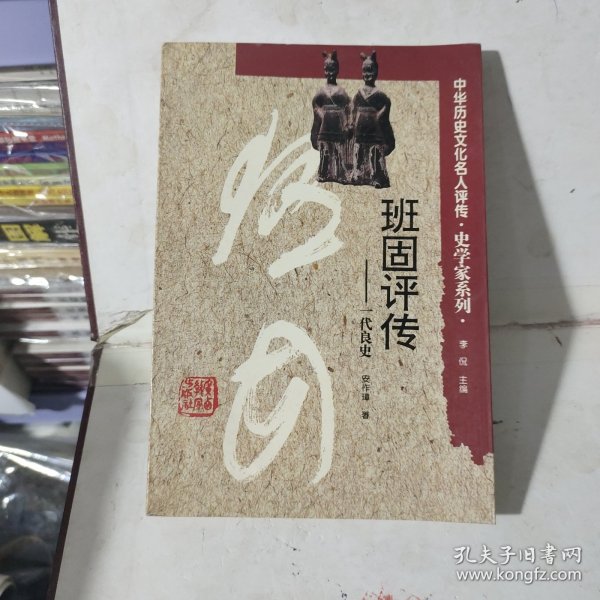 中华历史文化名人评传·史学家系列·
李侃 主编
班固评传
——一代良史
安作璋 著
孔夫子旧书网
www.kongfz.com